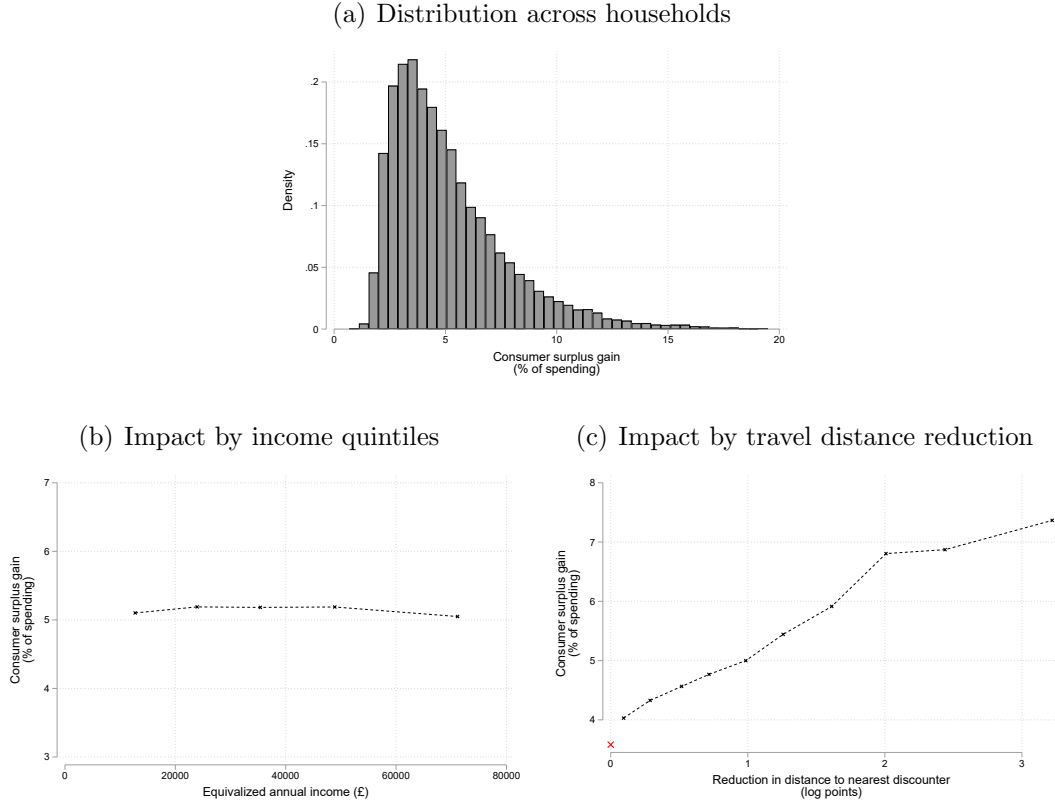 (a) Distribution across households
.2
.15
.1
.05
0
Density
0 5 10 15 20
Consumer surplus gain
(% of spending)
(b) Impact by income quintiles
7
6
5
4
3
Consumer surplus gain
(% of spending)
0 20000 40000 60000 80000
Equivalized annual income (£)
(c) Impact by travel distance reduction
8
7
6
5
4
Consumer surplus gain
(% of spending)
0 1 2 3
Reduction in distance to nearest discounter
(log points)